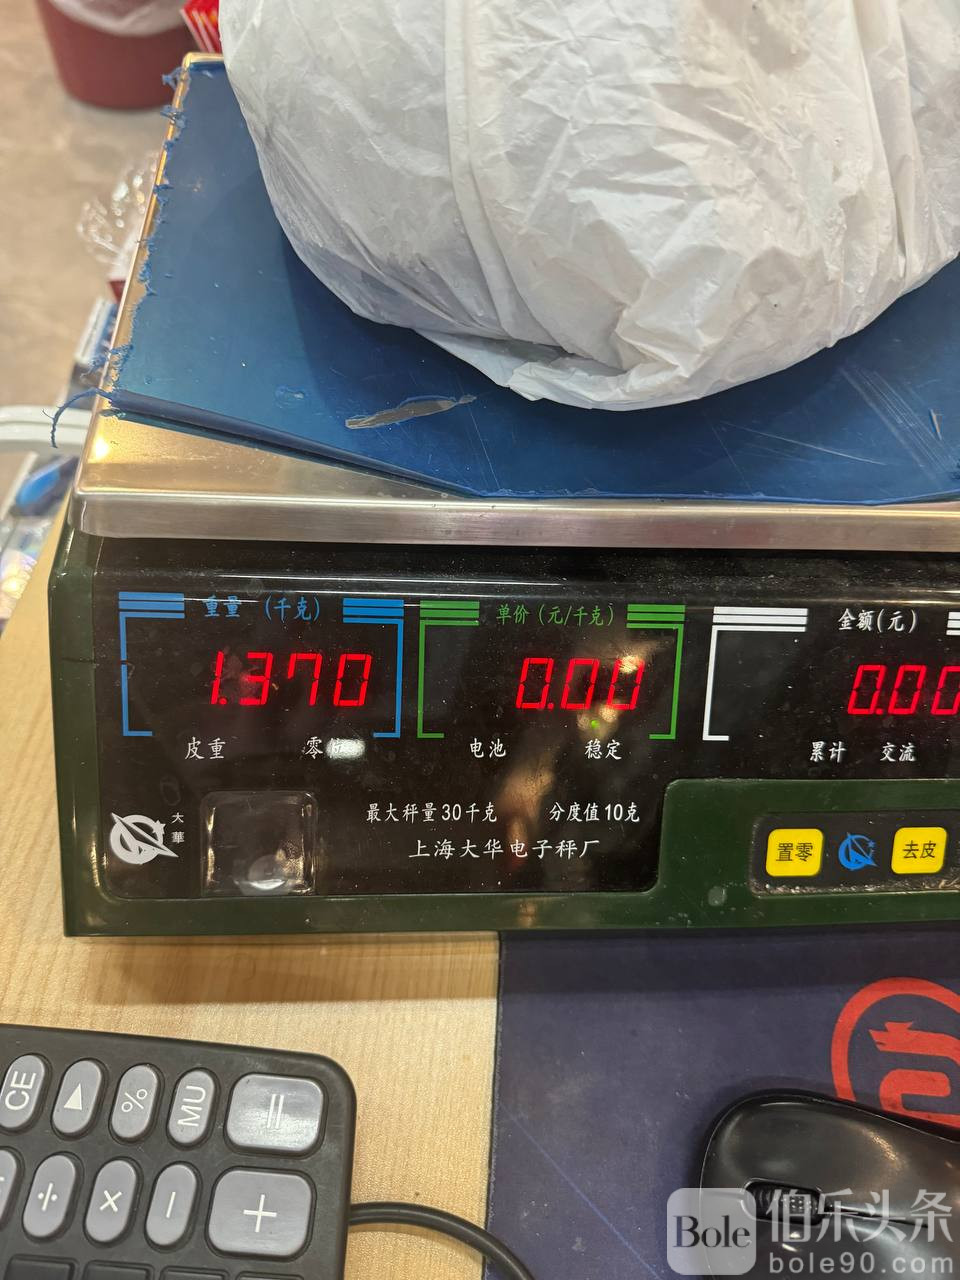 重量 (千克)
单价(元/千克)
金额(元)
1.370
0.00
0.00
皮重
零
电池
稳定
累计
交流
大華
最大秤量30千克 分度值10克
上海大华电子秤厂
置零
去皮
CE ▲ % MU =
÷ × − +
Bole 伯乐头条
bole90.com